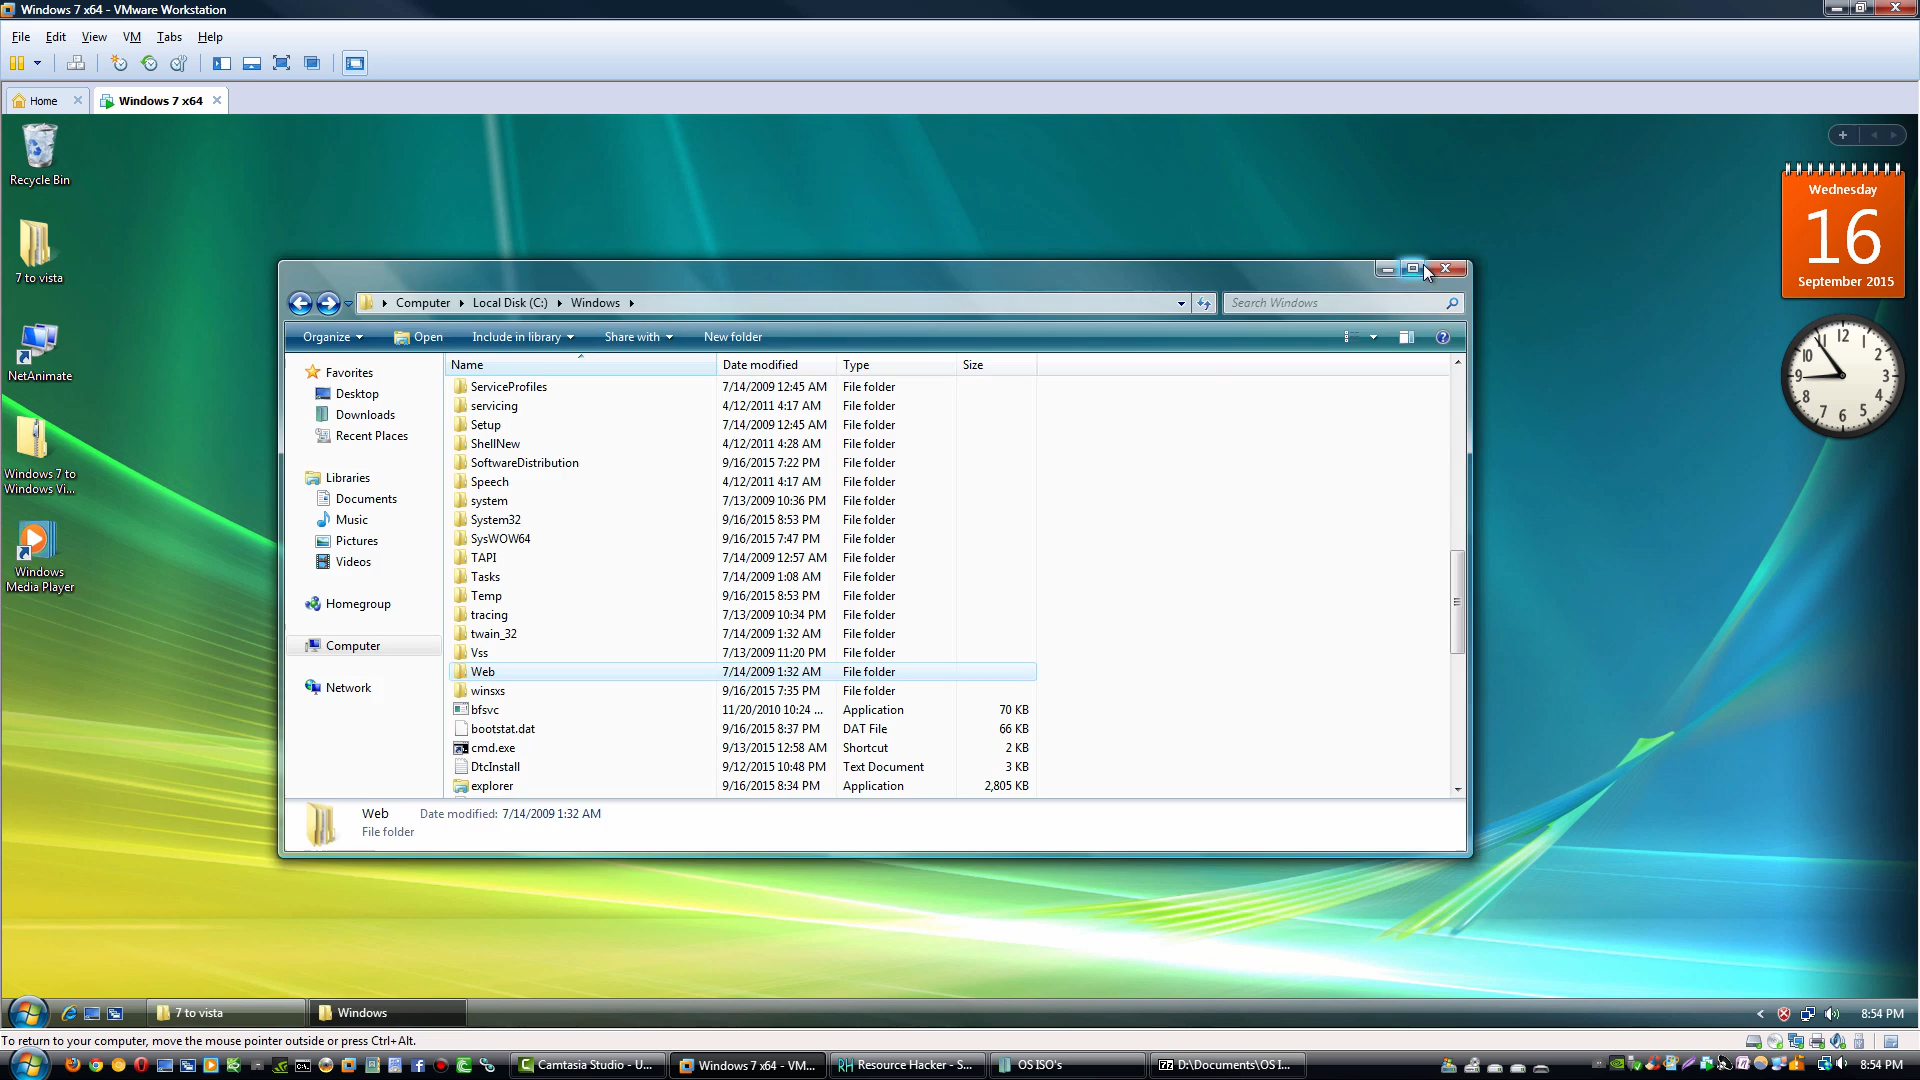 Windows 7 x64 - VMware Workstation
File Edit View VM Tabs Help
Home
Windows 7 x64
Recycle Bin
7 to vista
NetAnimate
Windows 7 to
Windows Vi...
Windows
Media Player
Wednesday
16
September 2015
12
1
2
3
4
5
6
7
8
9
10
11
Computer
Local Disk (C:)
Windows
Search Windows
Organize
Open
Include in library
Share with
New folder
Favorites
Desktop
Downloads
Recent Places
Libraries
Documents
Music
Pictures
Videos
Homegroup
Computer
Network
Name Date modified Type Size
ServiceProfiles 7/14/2009 12:45 AM File folder
servicing 4/12/2011 4:17 AM File folder
Setup 7/14/2009 12:45 AM File folder
ShellNew 4/12/2011 4:28 AM File folder
SoftwareDistribution 9/16/2015 7:22 PM File folder
Speech 4/12/2011 4:17 AM File folder
system 7/13/2009 10:36 PM File folder
System32 9/16/2015 8:53 PM File folder
SysWOW64 9/16/2015 7:47 PM File folder
TAPI 7/14/2009 12:57 AM File folder
Tasks 7/14/2009 1:08 AM File folder
Temp 9/16/2015 8:53 PM File folder
tracing 7/13/2009 10:34 PM File folder
twain_32 7/14/2009 1:32 AM File folder
Vss 7/13/2009 11:20 PM File folder
Web 7/14/2009 1:32 AM File folder
winsxs 9/16/2015 7:35 PM File folder
bfsvc 11/20/2010 10:24 ... Application 70 KB
bootstat.dat 9/16/2015 8:37 PM DAT File 66 KB
cmd.exe 9/13/2015 12:58 AM Shortcut 2 KB
DtcInstall 9/12/2015 10:48 PM Text Document 3 KB
explorer 9/16/2015 8:34 PM Application 2,805 KB
Web Date modified: 7/14/2009 1:32 AM
File folder
7 to vista
Windows
8:54 PM
To return to your computer, move the mouse pointer outside or press Ctrl+Alt.
Camtasia Studio - U...
Windows 7 x64 - VM...
Resource Hacker - S...
OS ISO's
D:\Documents\OS I...
8:54 PM